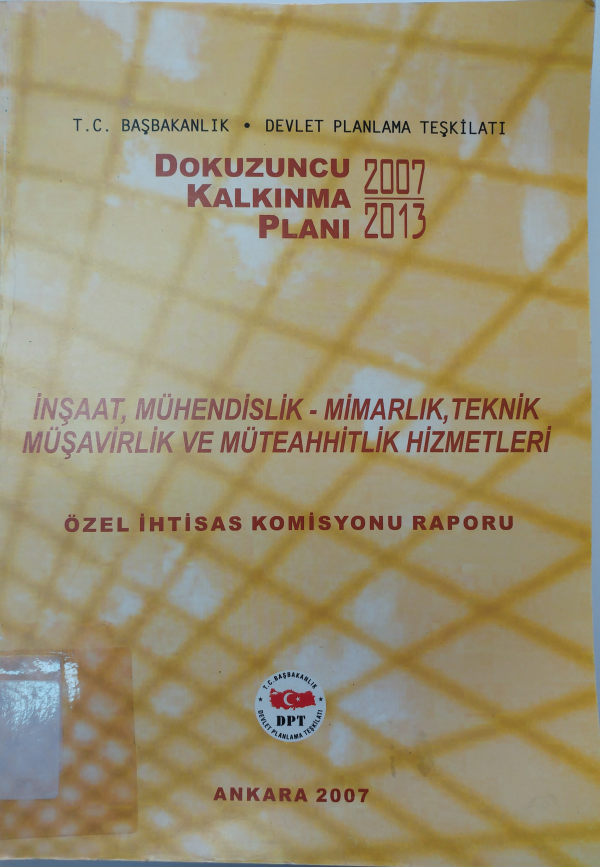 T.C. BAŞBAKANLIK • DEVLET PLANLAMA TEŞKİLATI
DOKUZUNCU
KALKINMA
PLANI
2007
2013
İNŞAAT, MÜHENDİSLİK - MİMARLIK, TEKNİK
MÜŞAVİRLİK VE MÜTEAHHİTLİK HİZMETLERİ
ÖZEL İHTİSAS KOMİSYONU RAPORU
T.C. BAŞBAKANLIK
DPT
DEVLET PLANLAMA TEŞKİLATI
ANKARA 2007